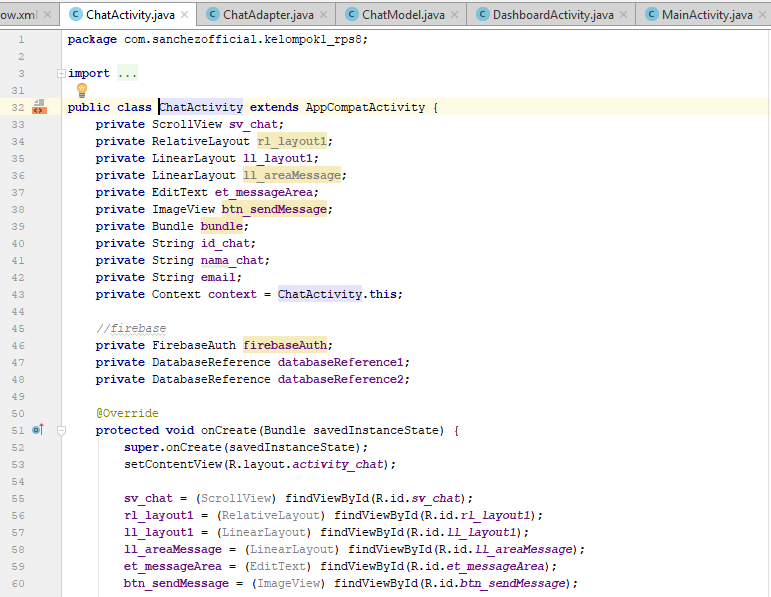 ow.xml ChatActivity.java ChatAdapter.java ChatModel.java DashboardActivity.java MainActivity.java
1 package com.sanchezofficial.kelompok1_rps8;
2
3 import ...
31
32 public class ChatActivity extends AppCompatActivity {
33 private ScrollView sv_chat;
34 private RelativeLayout rl_layout1;
35 private LinearLayout ll_layout1;
36 private LinearLayout ll_areaMessage;
37 private EditText et_messageArea;
38 private ImageView btn_sendMessage;
39 private Bundle bundle;
40 private String id_chat;
41 private String nama_chat;
42 private String email;
43 private Context context = ChatActivity.this;
44
45 //firebase
46 private FirebaseAuth firebaseAuth;
47 private DatabaseReference databaseReference1;
48 private DatabaseReference databaseReference2;
49
50 @Override
51 protected void onCreate(Bundle savedInstanceState) {
52 super.onCreate(savedInstanceState);
53 setContentView(R.layout.activity_chat);
54
55 sv_chat = (ScrollView) findViewById(R.id.sv_chat);
56 rl_layout1 = (RelativeLayout) findViewById(R.id.rl_layout1);
57 ll_layout1 = (LinearLayout) findViewById(R.id.ll_layout1);
58 ll_areaMessage = (LinearLayout) findViewById(R.id.ll_areaMessage);
59 et_messageArea = (EditText) findViewById(R.id.et_messageArea);
60 btn_sendMessage = (ImageView) findViewById(R.id.btn_sendMessage);